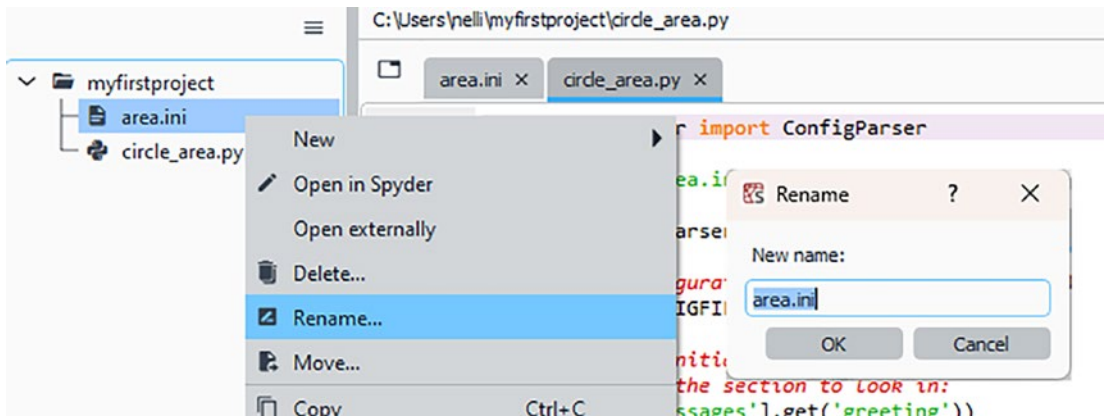 C:\Users\nelli\myfirstproject\circle_area.py
myfirstproject
area.ini
circle_area.py
area.ini
circle_area.py
r import ConfigParser
New
Open in Spyder
Open externally
Delete...
Rename...
Move...
Copy Ctrl+C
ea.i
arser
gura
IGFI
niti
the section to look in:
ssages'].get('greeting'))
Rename ?
New name:
area.ini
OK Cancel